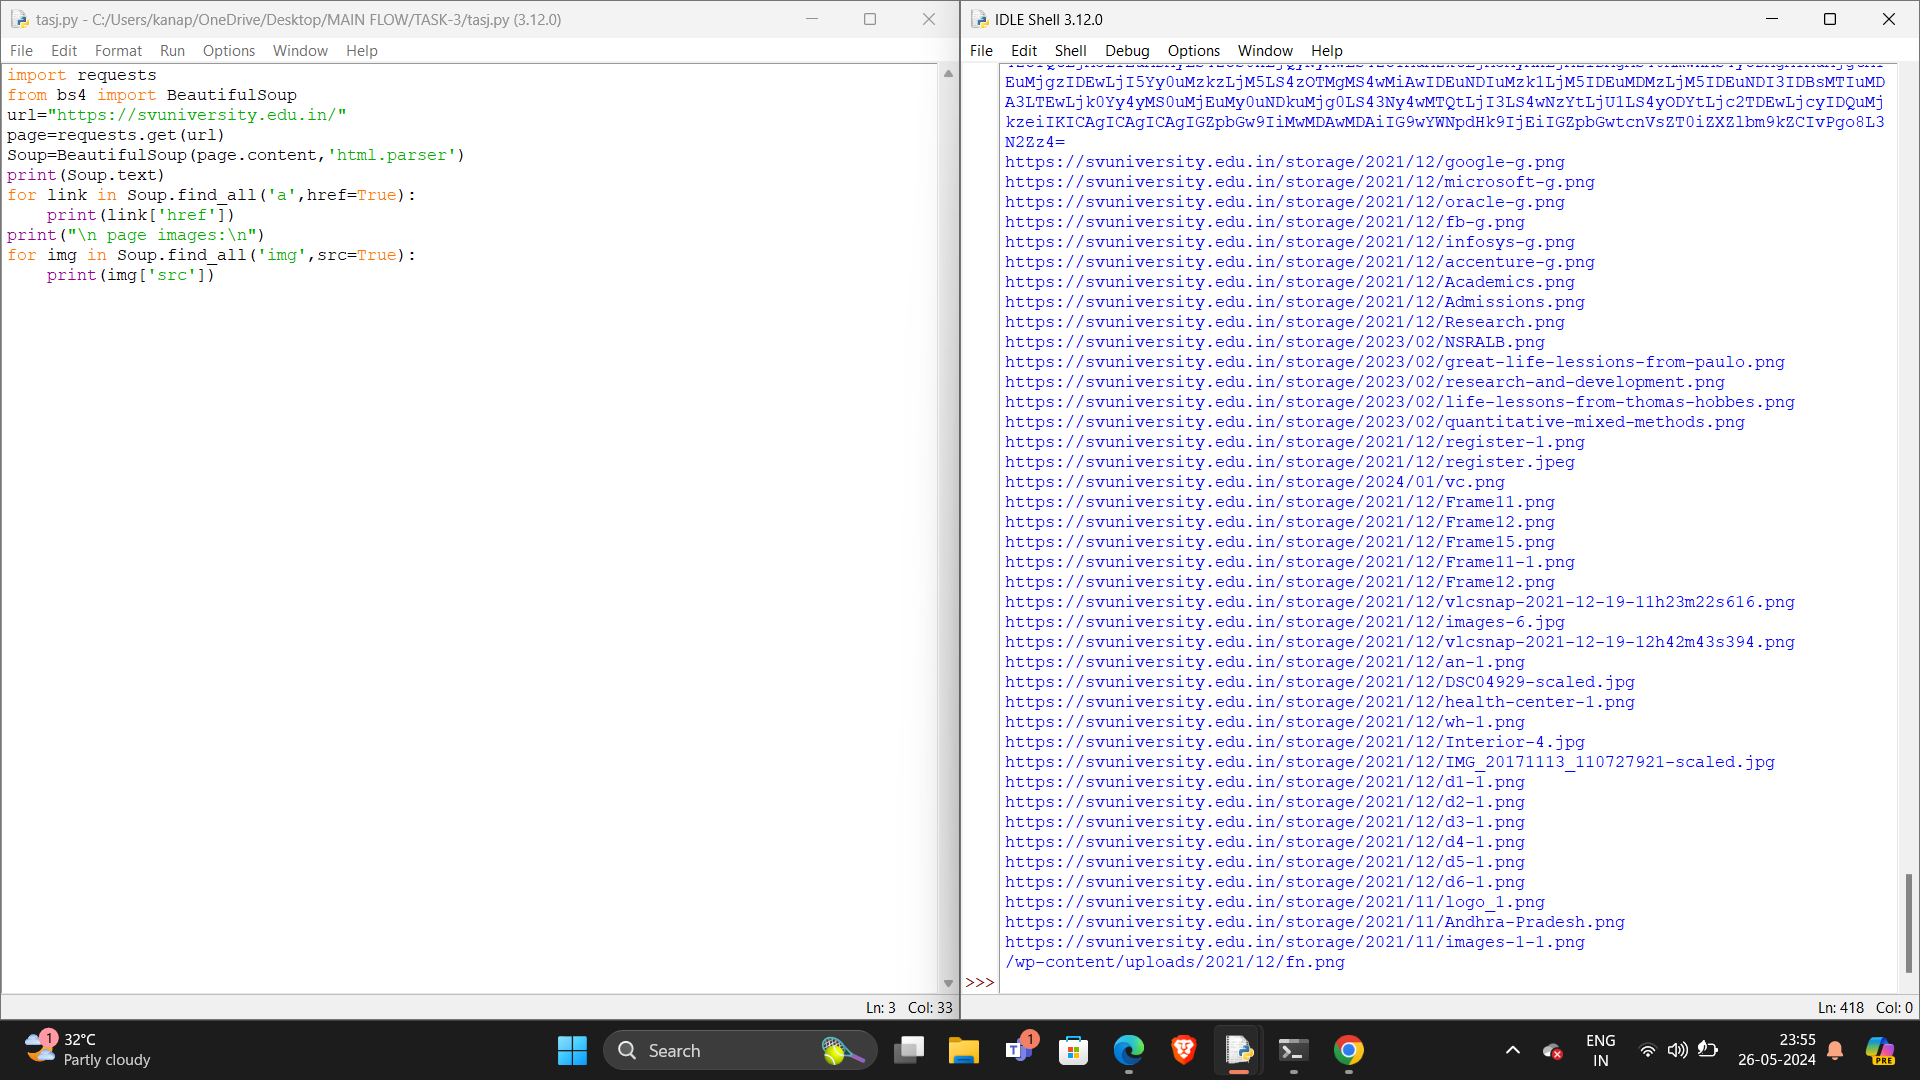 tasj.py - C:/Users/kanap/OneDrive/Desktop/MAIN FLOW/TASK-3/tasj.py (3.12.0)
File Edit Format Run Options Window Help
import requests
from bs4 import BeautifulSoup
url="https://svuniversity.edu.in/"
page=requests.get(url)
Soup=BeautifulSoup(page.content,'html.parser')
print(Soup.text)
for link in Soup.find_all('a',href=True):
    print(link['href'])
print("\n page images:\n")
for img in Soup.find_all('img',src=True):
    print(img['src'])
Ln: 3 Col: 33
IDLE Shell 3.12.0
File Edit Shell Debug Options Window Help
EuMjgzIDEwLjI5Yy0uMzkzLjM5LS4zOTMgMS4wMiAwIDEuNDIuMzk1LjM5IDEuMDMzLjM5IDEuNDI3IDBsMTIuMD
A3LTEwLjk0Yy4yMS0uMjEuMy0uNDkuMjg0LS43Ny4wMTQtLjI3LS4wNzYtLjU1LS4yODYtLjc2TDEwLjcyIDQuMj
kzeiIKICAgICAgICAgIGZpbGw9IiMwMDAwMDAiIG9wYWNpdHk9IjEiIGZpbGwtcnVsZT0iZXZlbm9kZCIvPgo8L3
N2Zz4=
https://svuniversity.edu.in/storage/2021/12/google-g.png
https://svuniversity.edu.in/storage/2021/12/microsoft-g.png
https://svuniversity.edu.in/storage/2021/12/oracle-g.png
https://svuniversity.edu.in/storage/2021/12/fb-g.png
https://svuniversity.edu.in/storage/2021/12/infosys-g.png
https://svuniversity.edu.in/storage/2021/12/accenture-g.png
https://svuniversity.edu.in/storage/2021/12/Academics.png
https://svuniversity.edu.in/storage/2021/12/Admissions.png
https://svuniversity.edu.in/storage/2021/12/Research.png
https://svuniversity.edu.in/storage/2023/02/NSRALB.png
https://svuniversity.edu.in/storage/2023/02/great-life-lessions-from-paulo.png
https://svuniversity.edu.in/storage/2023/02/research-and-development.png
https://svuniversity.edu.in/storage/2023/02/life-lessons-from-thomas-hobbes.png
https://svuniversity.edu.in/storage/2023/02/quantitative-mixed-methods.png
https://svuniversity.edu.in/storage/2021/12/register-1.png
https://svuniversity.edu.in/storage/2021/12/register.jpeg
https://svuniversity.edu.in/storage/2024/01/vc.png
https://svuniversity.edu.in/storage/2021/12/Frame11.png
https://svuniversity.edu.in/storage/2021/12/Frame12.png
https://svuniversity.edu.in/storage/2021/12/Frame15.png
https://svuniversity.edu.in/storage/2021/12/Frame11-1.png
https://svuniversity.edu.in/storage/2021/12/Frame12.png
https://svuniversity.edu.in/storage/2021/12/vlcsnap-2021-12-19-11h23m22s616.png
https://svuniversity.edu.in/storage/2021/12/images-6.jpg
https://svuniversity.edu.in/storage/2021/12/vlcsnap-2021-12-19-12h42m43s394.png
https://svuniversity.edu.in/storage/2021/12/an-1.png
https://svuniversity.edu.in/storage/2021/12/DSC04929-scaled.jpg
https://svuniversity.edu.in/storage/2021/12/health-center-1.png
https://svuniversity.edu.in/storage/2021/12/wh-1.png
https://svuniversity.edu.in/storage/2021/12/Interior-4.jpg
https://svuniversity.edu.in/storage/2021/12/IMG_20171113_110727921-scaled.jpg
https://svuniversity.edu.in/storage/2021/12/d1-1.png
https://svuniversity.edu.in/storage/2021/12/d2-1.png
https://svuniversity.edu.in/storage/2021/12/d3-1.png
https://svuniversity.edu.in/storage/2021/12/d4-1.png
https://svuniversity.edu.in/storage/2021/12/d5-1.png
https://svuniversity.edu.in/storage/2021/12/d6-1.png
https://svuniversity.edu.in/storage/2021/11/logo_1.png
https://svuniversity.edu.in/storage/2021/11/Andhra-Pradesh.png
https://svuniversity.edu.in/storage/2021/11/images-1-1.png
/wp-content/uploads/2021/12/fn.png
>>>
Ln: 418 Col: 0
1
32°C
Partly cloudy
Search
1
ENG
IN
23:55
26-05-2024
PRE